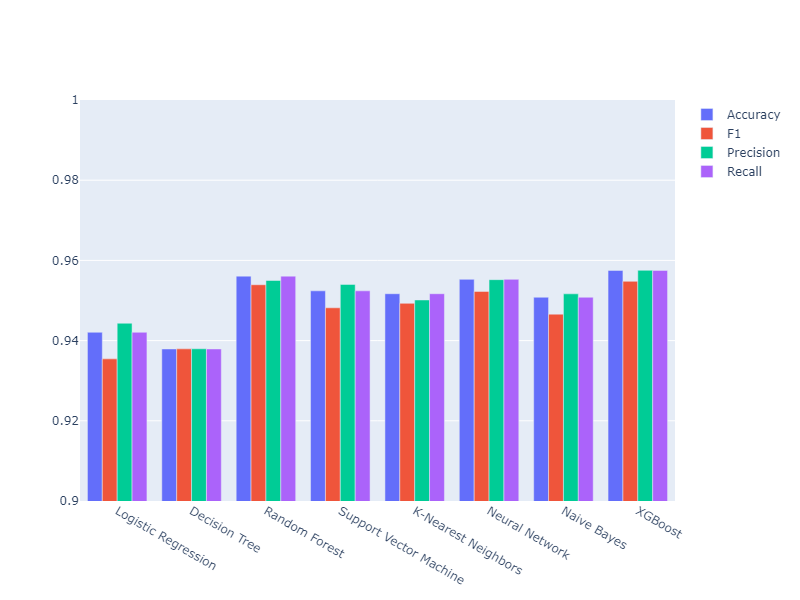 1
0.98
0.96
0.94
0.92
0.9
Logistic Regression
Decision Tree
Random Forest
Support Vector Machine
K-Nearest Neighbors
Neural Network
Naive Bayes
XGBoost
Accuracy
F1
Precision
Recall